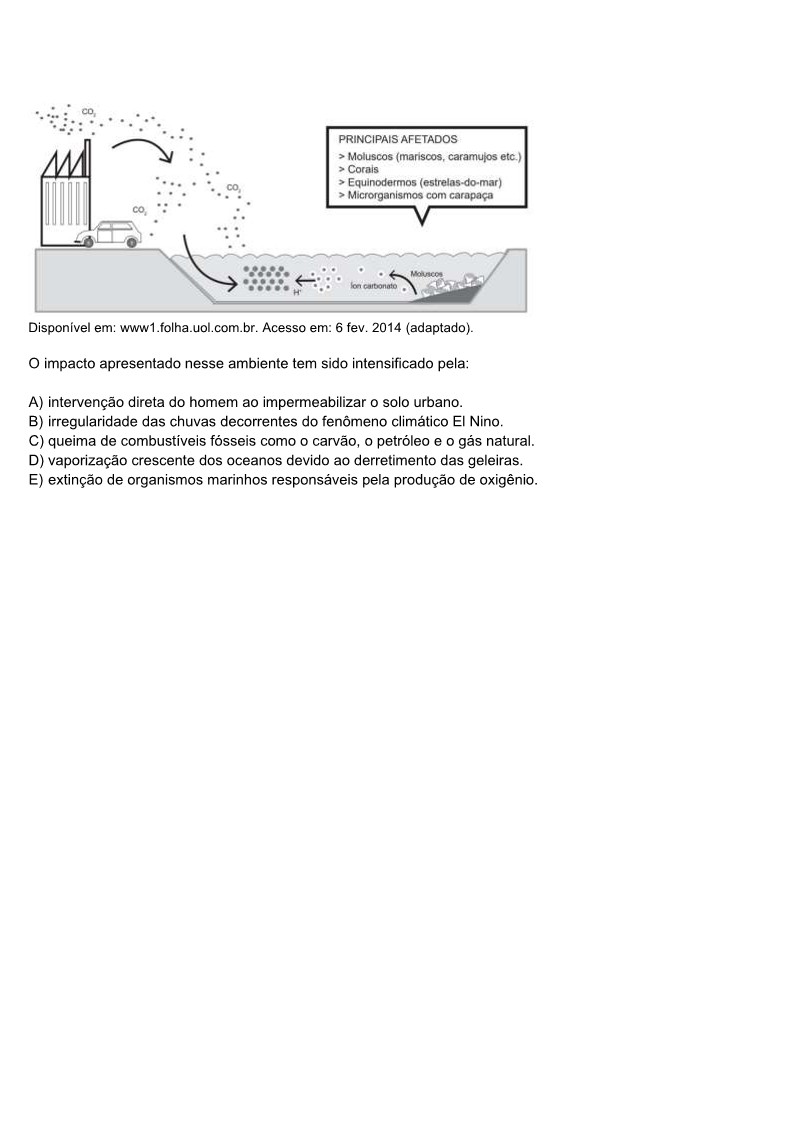 CO2
CO2
CO2
PRINCIPAIS AFETADOS
> Moluscos (mariscos, caramujos etc.)
> Corais
> Equinodermos (estrelas-do-mar)
> Microrganismos com carapaça
Moluscos
Íon carbonato
H+
Disponível em: www1.folha.uol.com.br. Acesso em: 6 fev. 2014 (adaptado).
O impacto apresentado nesse ambiente tem sido intensificado pela:
A) intervenção direta do homem ao impermeabilizar o solo urbano.
B) irregularidade das chuvas decorrentes do fenômeno climático El Nino.
C) queima de combustíveis fósseis como o carvão, o petróleo e o gás natural.
D) vaporização crescente dos oceanos devido ao derretimento das geleiras.
E) extinção de organismos marinhos responsáveis pela produção de oxigênio.